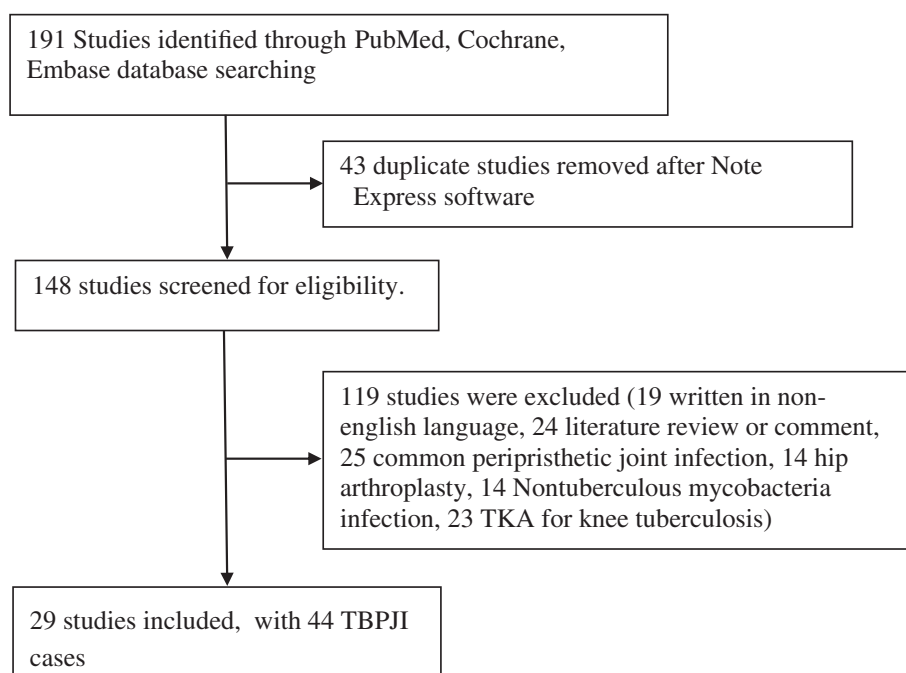 191 Studies identified through PubMed, Cochrane,
Embase database searching
43 duplicate studies removed after Note
Express software
148 studies screened for eligibility.
119 studies were excluded (19 written in non-
english language, 24 literature review or comment,
25 common peripristhetic joint infection, 14 hip
arthroplasty, 14 Nontuberculous mycobacteria
infection, 23 TKA for knee tuberculosis)
29 studies included, with 44 TBPJI
cases